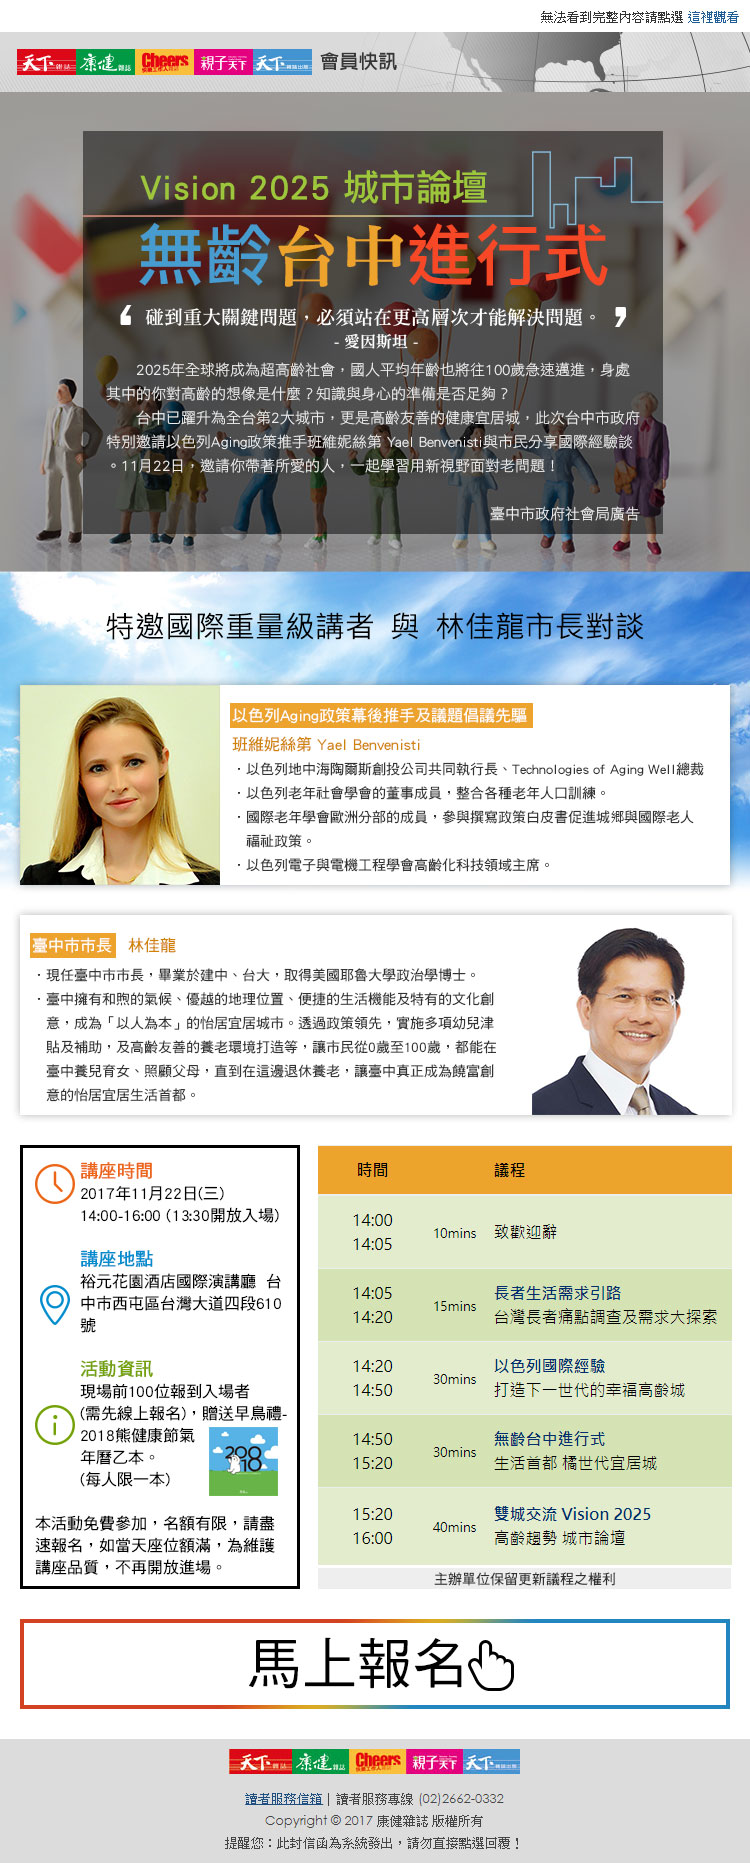 無法看到完整內容請點選 這裡觀看
天下雜誌 康健雜誌 Cheers 親子天下 天下 會員快訊
Vision 2025 城市論壇
無齡台中進行式
‘ 碰到重大關鍵問題，必須站在更高層次才能解決問題。 ’
- 愛因斯坦 -
2025年全球將成為超高齡社會，國人平均年齡也將往100歲急速邁進，身處
其中的你對高齡的想像是什麼？知識與身心的準備是否足夠？
台中已躍升為全台第2大城市，更是高齡友善的健康宜居城，此次台中市政府
特別邀請以色列Aging政策推手班維妮絲第 Yael Benvenisti與市民分享國際經驗談
。11月22日，邀請你帶著所愛的人，一起學習用新視野面對老問題！
臺中市政府社會局廣告
特邀國際重量級講者 與 林佳龍市長對談
以色列Aging政策幕後推手及議題倡議先驅
班維妮絲第 Yael Benvenisti
·以色列地中海陶爾斯創投公司共同執行長、Technologies of Aging Well總裁
·以色列老年社會學會的董事成員，整合各種老年人口訓練。
·國際老年學會歐洲分部的成員，參與撰寫政策白皮書促進城鄉與國際老人
福祉政策。
·以色列電子與電機工程學會高齡化科技領域主席。
臺中市市長 林佳龍
·現任臺中市市長，畢業於建中、台大，取得美國耶魯大學政治學博士。
·臺中擁有和煦的氣候、優越的地理位置、便捷的生活機能及特有的文化創
意，成為「以人為本」的怡居宜居城市。透過政策領先，實施多項幼兒津
貼及補助，及高齡友善的養老環境打造等，讓市民從0歲至100歲，都能在
臺中養兒育女、照顧父母，直到在這邊退休養老，讓臺中真正成為饒富創
意的怡居宜居生活首都。
講座時間
2017年11月22日(三)
14:00-16:00 (13:30開放入場)
講座地點
裕元花園酒店國際演講廳 台
中市西屯區台灣大道四段610
號
活動資訊
現場前100位報到入場者
(需先線上報名)，贈送早鳥禮-
2018熊健康節氣
年曆乙本。
(每人限一本)
2018
本活動免費參加，名額有限，請盡
速報名，如當天座位額滿，為維護
講座品質，不再開放進場。
時間 議程
14:00
14:05
10mins 致歡迎辭
14:05
14:20
15mins
長者生活需求引路
台灣長者痛點調查及需求大探索
14:20
14:50
30mins
以色列國際經驗
打造下一世代的幸福高齡城
14:50
15:20
30mins
無齡台中進行式
生活首都 橘世代宜居城
15:20
16:00
40mins
雙城交流 Vision 2025
高齡趨勢 城市論壇
主辦單位保留更新議程之權利
馬上報名
天下雜誌 康健雜誌 Cheers 親子天下 天下
讀者服務信箱 | 讀者服務專線 (02)2662-0332
Copyright © 2017 康健雜誌 版權所有
提醒您：此封信函為系統發出，請勿直接點選回覆！